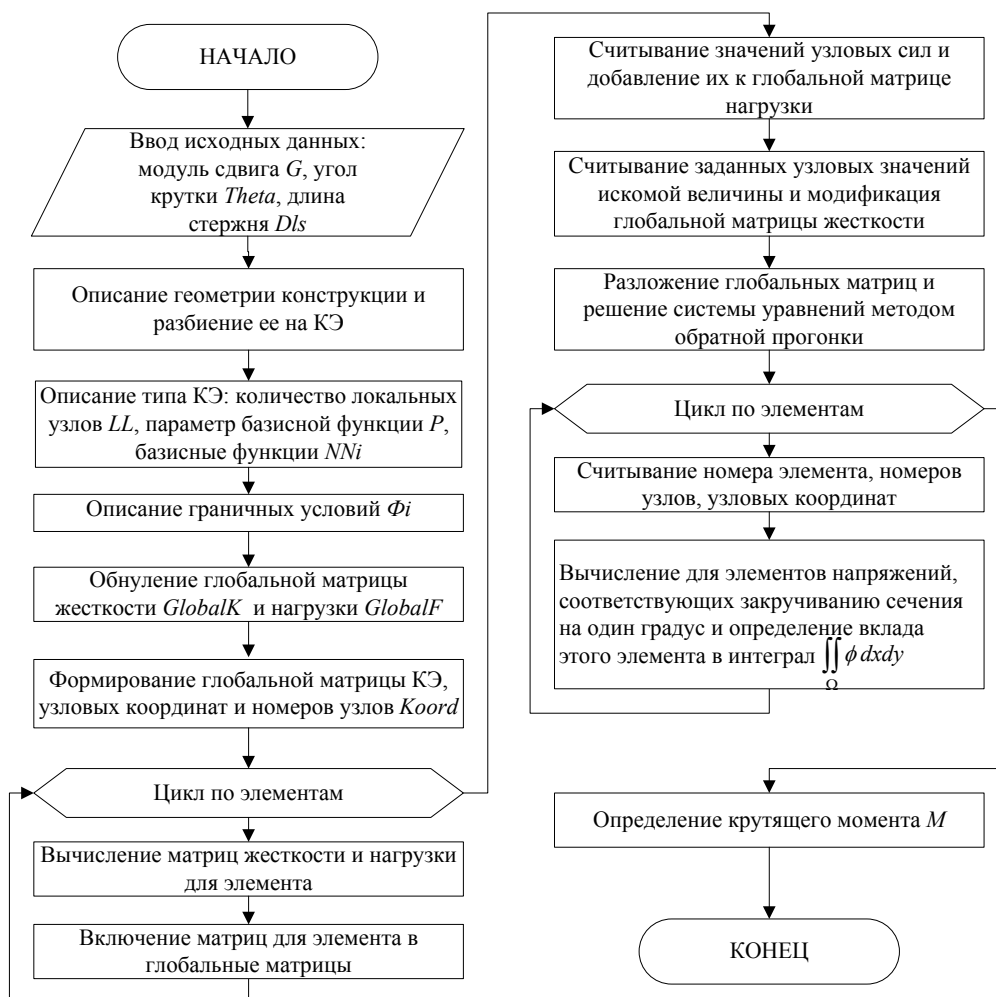 НАЧАЛО
Ввод исходных данных:
модуль сдвига G, угол
крутки Theta, длина
стержня Dls
Описание геометрии конструкции и
разбиение ее на КЭ
Описание типа КЭ: количество локальных
узлов LL, параметр базисной функции P,
базисные функции NNi
Описание граничных условий Фi
Обнуление глобальной матрицы
жесткости GlobalK и нагрузки GlobalF
Формирование глобальной матрицы КЭ,
узловых координат и номеров узлов Koord
Цикл по элементам
Вычисление матриц жесткости и нагрузки
для элемента
Включение матриц для элемента в
глобальные матрицы
Считывание значений узловых сил и
добавление их к глобальной матрице
нагрузки
Считывание заданных узловых значений
искомой величины и модификация
глобальной матрицы жесткости
Разложение глобальных матриц и
решение системы уравнений методом
обратной прогонки
Цикл по элементам
Считывание номера элемента, номеров
узлов, узловых координат
Вычисление для элементов напряжений,
соответствующих закручиванию сечения
на один градус и определение вклада
этого элемента в интеграл ∬ ϕ dxdy
Ω
Определение крутящего момента M
КОНЕЦ